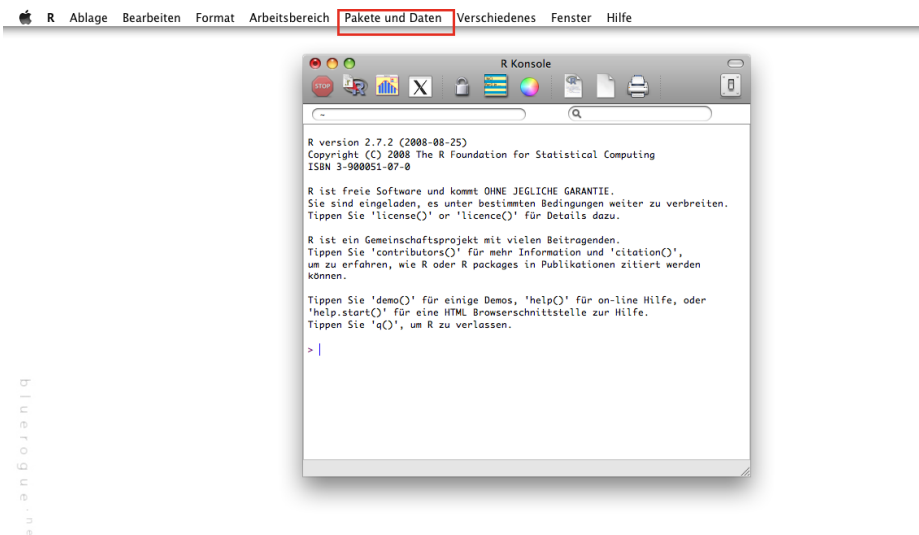 R Ablage Bearbeiten Format Arbeitsbereich Pakete und Daten Verschiedenes Fenster Hilfe
R Konsole
STOP
X
~
R version 2.7.2 (2008-08-25)
Copyright (C) 2008 The R Foundation for Statistical Computing
ISBN 3-900051-07-0
R ist freie Software und kommt OHNE JEGLICHE GARANTIE.
Sie sind eingeladen, es unter bestimmten Bedingungen weiter zu verbreiten.
Tippen Sie 'license()' or 'licence()' für Details dazu.
R ist ein Gemeinschaftsprojekt mit vielen Beitragenden.
Tippen Sie 'contributors()' für mehr Information und 'citation()',
um zu erfahren, wie R oder R packages in Publikationen zitiert werden
können.
Tippen Sie 'demo()' für einige Demos, 'help()' für on-line Hilfe, oder
'help.start()' für eine HTML Browserschnittstelle zur Hilfe.
Tippen Sie 'q()', um R zu verlassen.
>
bluerogue.ne